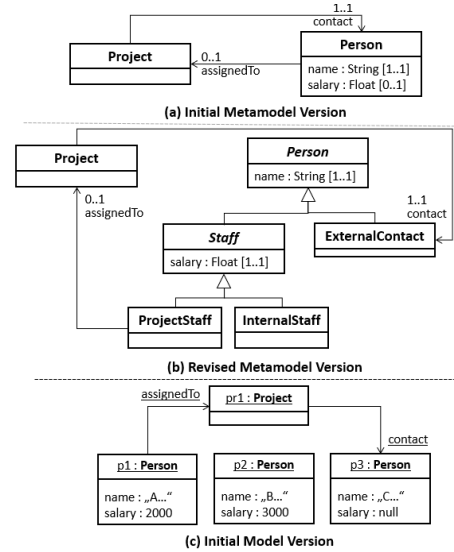 1..1
contact
Project
Person
0..1
assignedTo
name : String [1..1]
salary : Float [0..1]
(a) Initial Metamodel Version
Project
Person
name : String [1..1]
0..1
assignedTo
1..1
contact
Staff
ExternalContact
salary : Float [1..1]
ProjectStaff
InternalStaff
(b) Revised Metamodel Version
assignedTo
pr1 : Project
contact
p1 : Person
p2 : Person
p3 : Person
name : „A...“
name : „B...“
name : „C...“
salary : 2000
salary : 3000
salary : null
(c) Initial Model Version